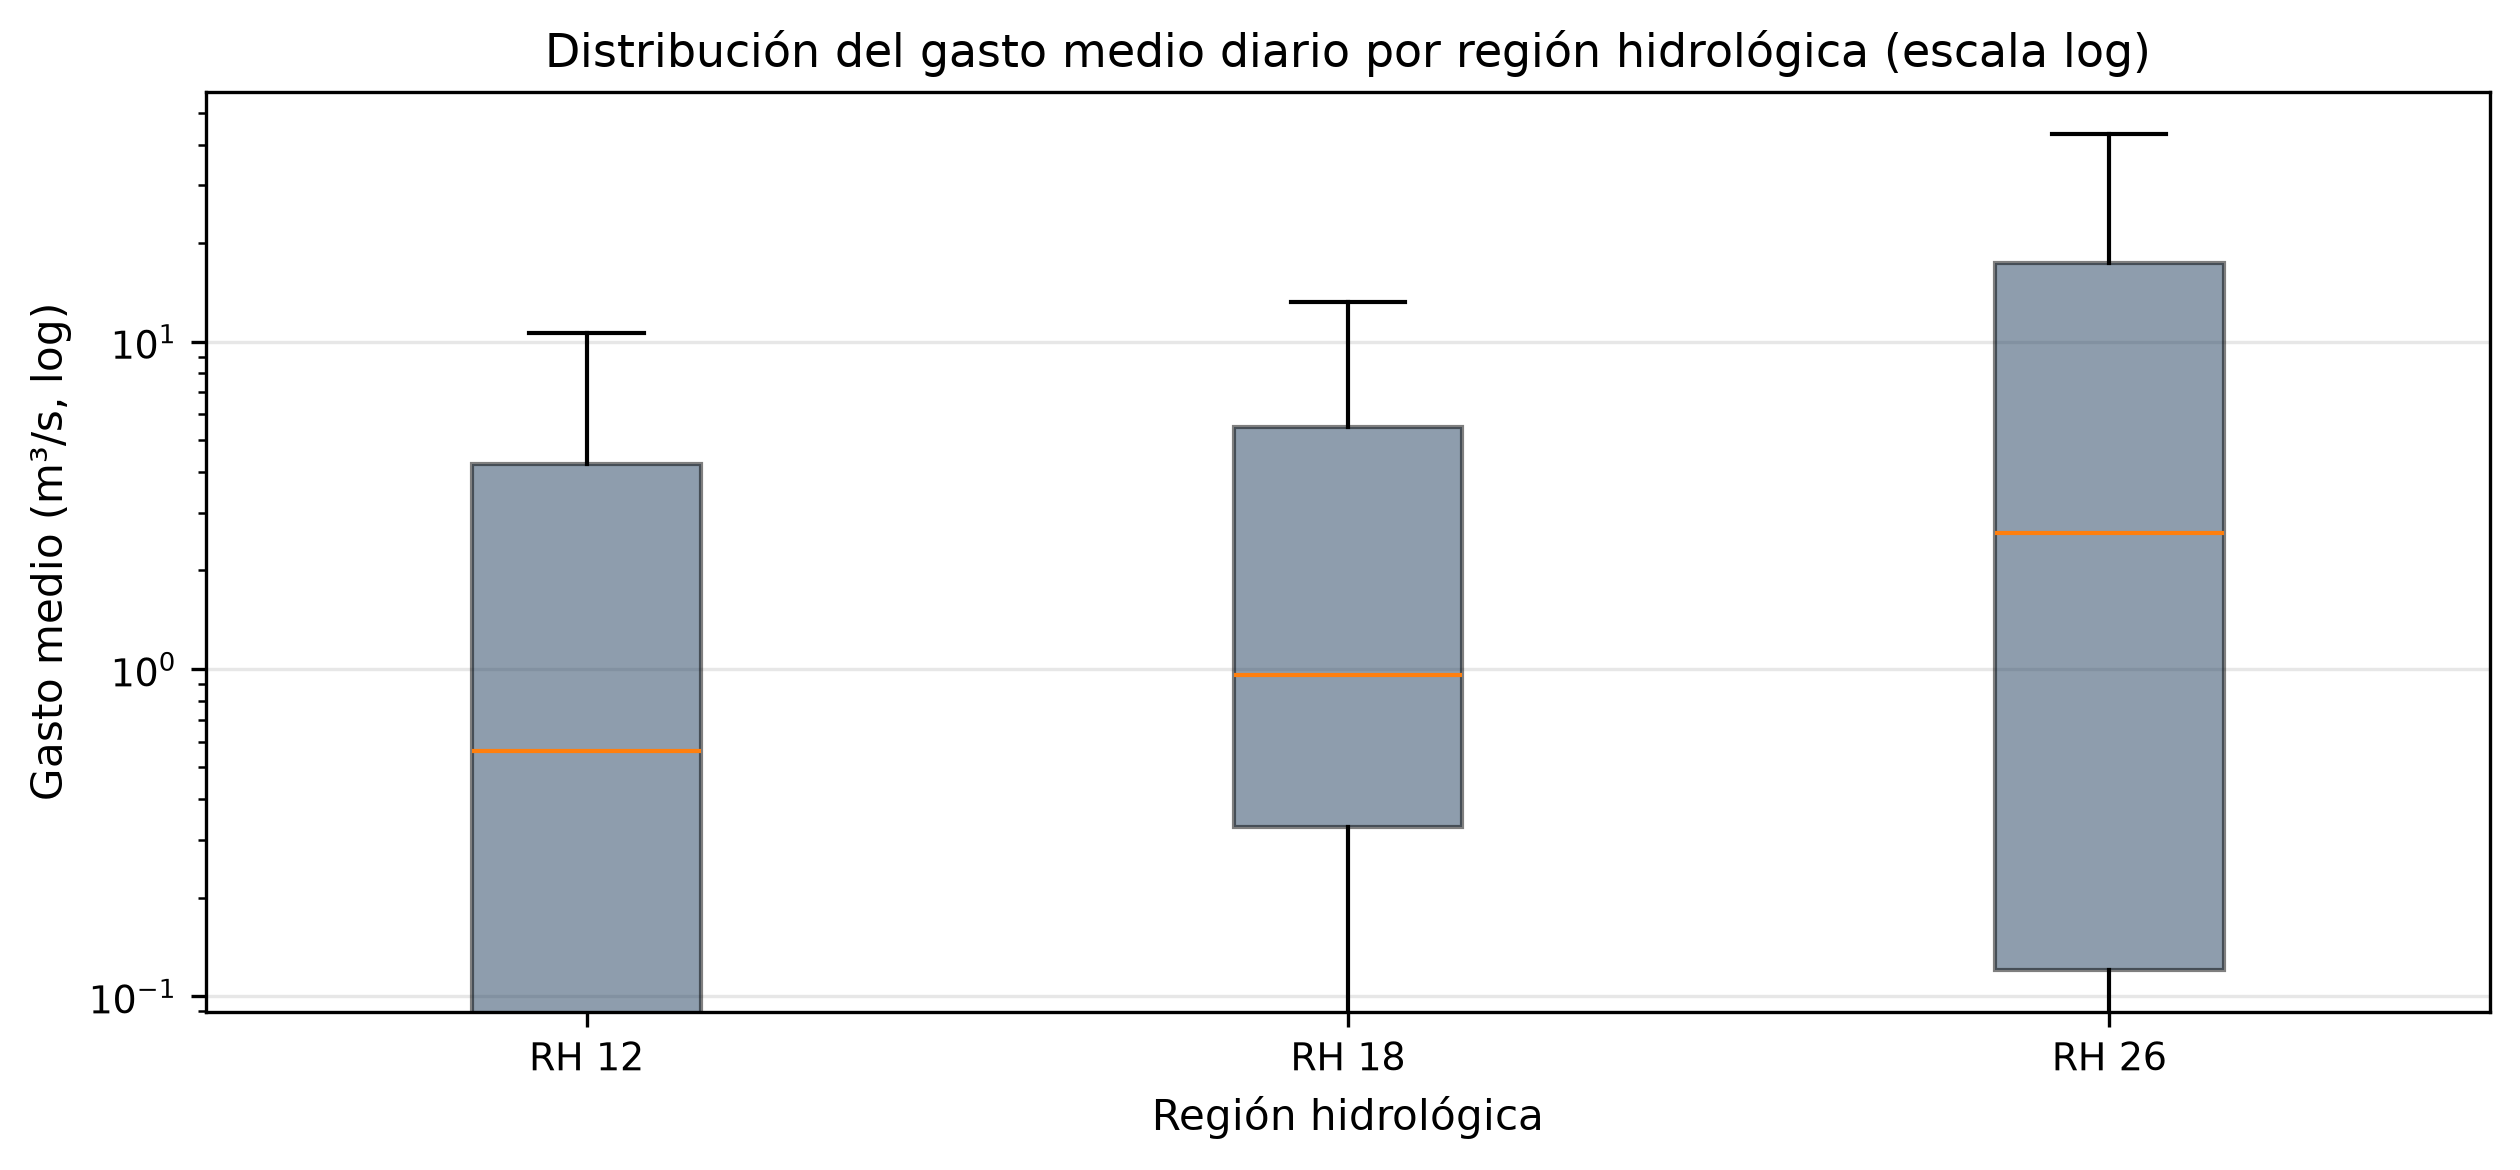 Distribución del gasto medio diario por región hidrológica (escala log)
Gasto medio (m³/s, log)
10¹
10⁰
10⁻¹
RH 12
RH 18
RH 26
Región hidrológica